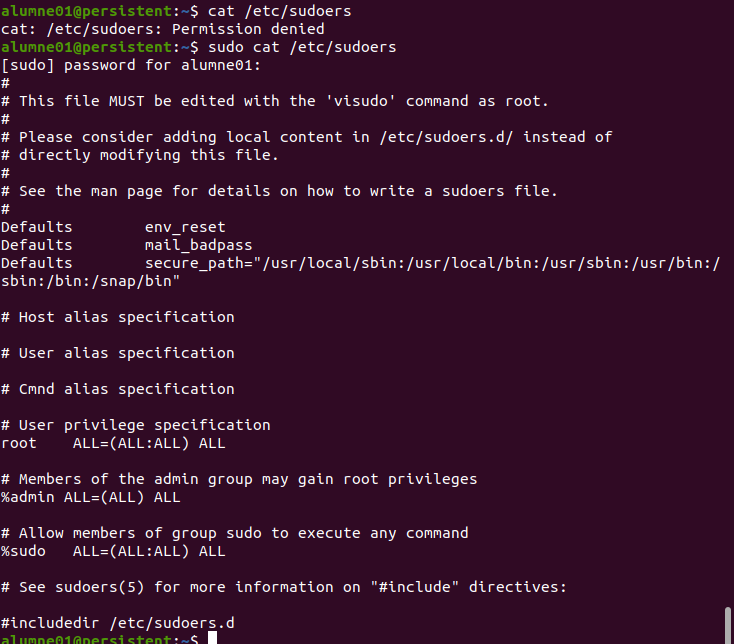 alumne01@persistent:~$ cat /etc/sudoers
cat: /etc/sudoers: Permission denied
alumne01@persistent:~$ sudo cat /etc/sudoers
[sudo] password for alumne01:
#
# This file MUST be edited with the 'visudo' command as root.
#
# Please consider adding local content in /etc/sudoers.d/ instead of
# directly modifying this file.
#
# See the man page for details on how to write a sudoers file.
#
Defaults        env_reset
Defaults        mail_badpass
Defaults        secure_path="/usr/local/sbin:/usr/local/bin:/usr/sbin:/usr/bin:/
sbin:/bin:/snap/bin"

# Host alias specification

# User alias specification

# Cmnd alias specification

# User privilege specification
root    ALL=(ALL:ALL) ALL

# Members of the admin group may gain root privileges
%admin ALL=(ALL) ALL

# Allow members of group sudo to execute any command
%sudo   ALL=(ALL:ALL) ALL

# See sudoers(5) for more information on "#include" directives:

#includedir /etc/sudoers.d
alumne01@persistent:~$